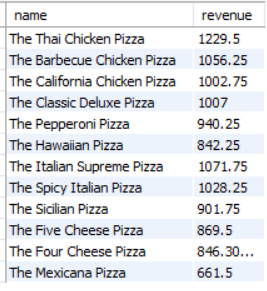 name revenue
The Thai Chicken Pizza 1229.5
The Barbecue Chicken Pizza 1056.25
The California Chicken Pizza 1002.75
The Classic Deluxe Pizza 1007
The Pepperoni Pizza 940.25
The Hawaiian Pizza 842.25
The Italian Supreme Pizza 1071.75
The Spicy Italian Pizza 1028.25
The Sicilian Pizza 901.75
The Five Cheese Pizza 869.5
The Four Cheese Pizza 846.30...
The Mexicana Pizza 661.5